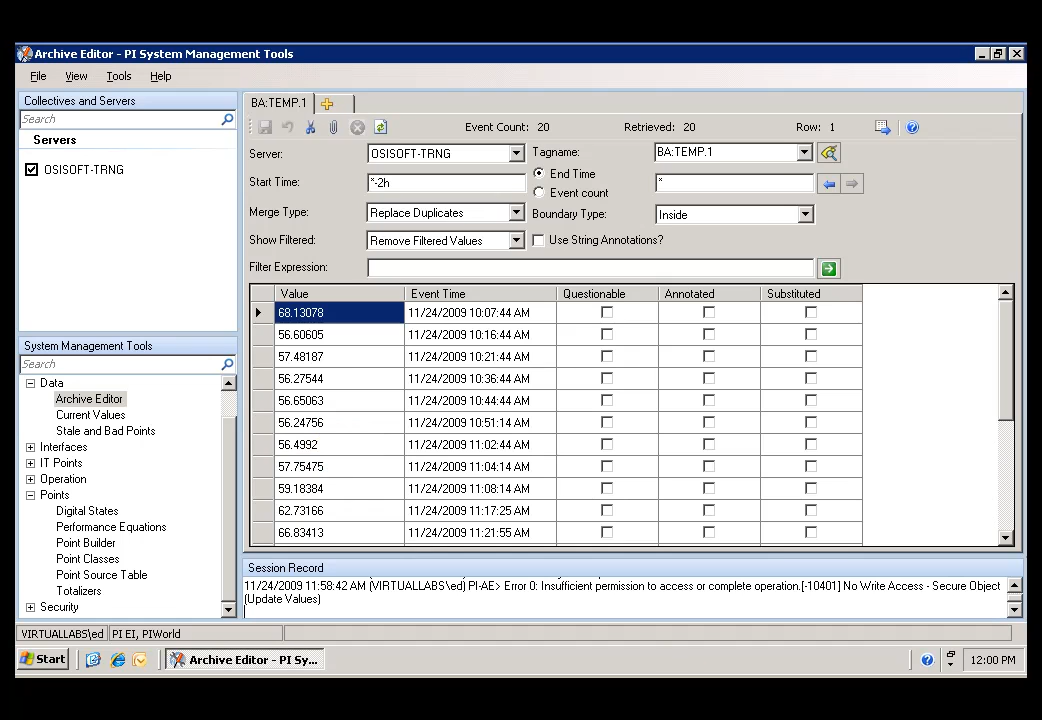 Archive Editor - PI System Management Tools
File View Tools Help
Collectives and Servers
Search
Servers
OSISOFT-TRNG
System Management Tools
Search
Data
Archive Editor
Current Values
Stale and Bad Points
Interfaces
IT Points
Operation
Points
Digital States
Performance Equations
Point Builder
Point Classes
Point Source Table
Totalizers
Security
BA:TEMP.1
Event Count: 20 Retrieved: 20 Row: 1
Server: OSISOFT-TRNG Tagname: BA:TEMP.1
End Time
Start Time: *-2h *
Event count
Merge Type: Replace Duplicates Boundary Type: Inside
Show Filtered: Remove Filtered Values Use String Annotations?
Filter Expression:
Value Event Time Questionable Annotated Substituted
68.13078 11/24/2009 10:07:44 AM
56.60605 11/24/2009 10:16:44 AM
57.48187 11/24/2009 10:21:44 AM
56.27544 11/24/2009 10:36:44 AM
56.65063 11/24/2009 10:44:44 AM
56.24756 11/24/2009 10:51:14 AM
56.4992 11/24/2009 11:02:44 AM
57.75475 11/24/2009 11:04:14 AM
59.18384 11/24/2009 11:08:14 AM
62.73166 11/24/2009 11:17:25 AM
66.83413 11/24/2009 11:21:55 AM
Session Record
11/24/2009 11:58:42 AM (VIRTUALLABS\ed) PI-AE> Error 0: Insufficient permission to access or complete operation.[-10401] No Write Access - Secure Object
(Update Values)
VIRTUALLABS\ed PI EI, PIWorld
Start Archive Editor - PI Sy... 12:00 PM